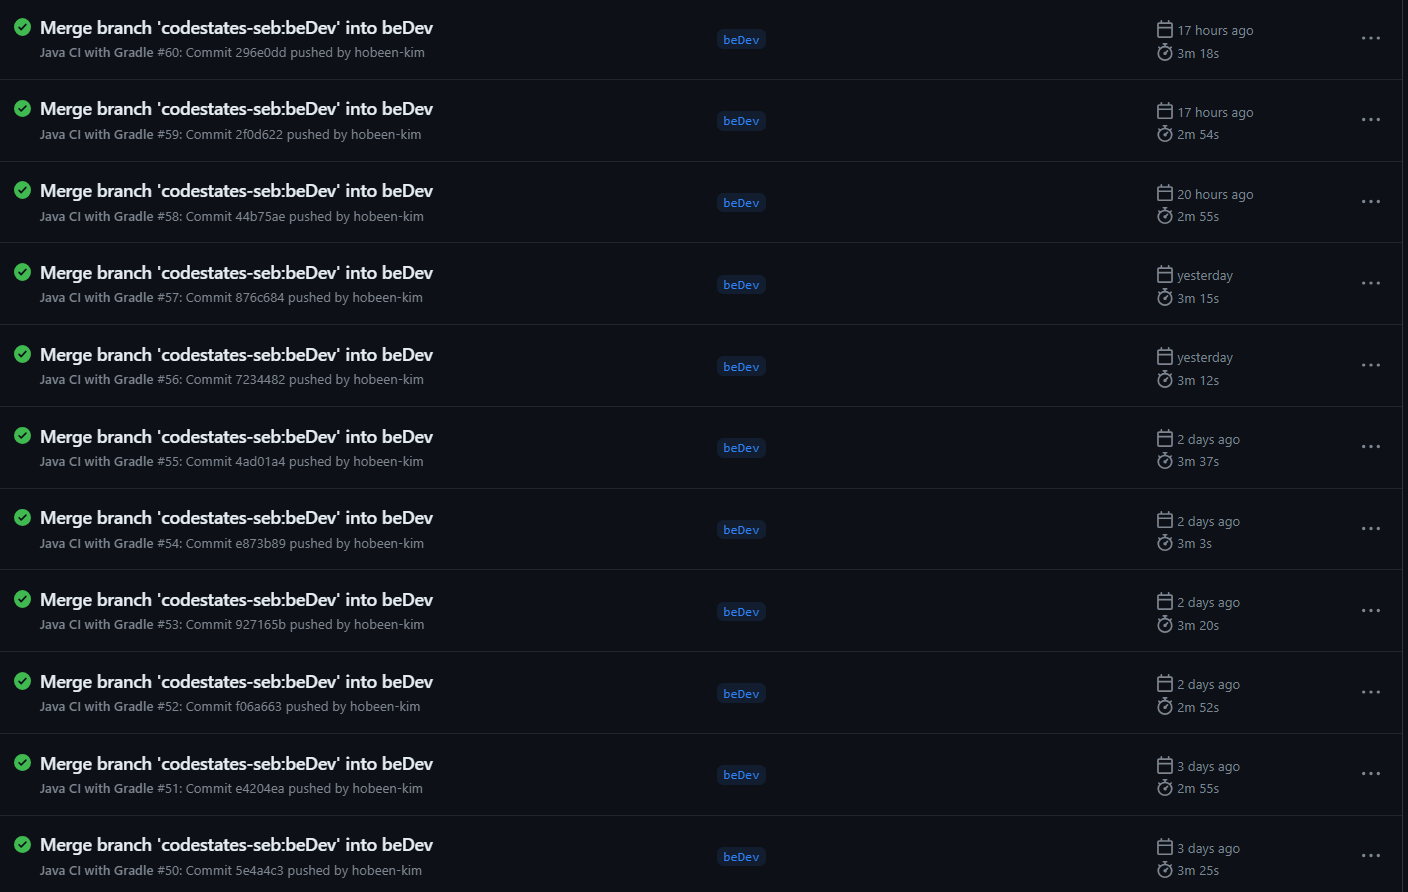 Merge branch 'codestates-seb:beDev' into beDev
Java CI with Gradle #60: Commit 296e0dd pushed by hobeen-kim
beDev
17 hours ago
3m 18s
Merge branch 'codestates-seb:beDev' into beDev
Java CI with Gradle #59: Commit 2f0d622 pushed by hobeen-kim
beDev
17 hours ago
2m 54s
Merge branch 'codestates-seb:beDev' into beDev
Java CI with Gradle #58: Commit 44b75ae pushed by hobeen-kim
beDev
20 hours ago
2m 55s
Merge branch 'codestates-seb:beDev' into beDev
Java CI with Gradle #57: Commit 876c684 pushed by hobeen-kim
beDev
yesterday
3m 15s
Merge branch 'codestates-seb:beDev' into beDev
Java CI with Gradle #56: Commit 7234482 pushed by hobeen-kim
beDev
yesterday
3m 12s
Merge branch 'codestates-seb:beDev' into beDev
Java CI with Gradle #55: Commit 4ad01a4 pushed by hobeen-kim
beDev
2 days ago
3m 37s
Merge branch 'codestates-seb:beDev' into beDev
Java CI with Gradle #54: Commit e873b89 pushed by hobeen-kim
beDev
2 days ago
3m 3s
Merge branch 'codestates-seb:beDev' into beDev
Java CI with Gradle #53: Commit 927165b pushed by hobeen-kim
beDev
2 days ago
3m 20s
Merge branch 'codestates-seb:beDev' into beDev
Java CI with Gradle #52: Commit f06a663 pushed by hobeen-kim
beDev
2 days ago
2m 52s
Merge branch 'codestates-seb:beDev' into beDev
Java CI with Gradle #51: Commit e4204ea pushed by hobeen-kim
beDev
3 days ago
2m 55s
Merge branch 'codestates-seb:beDev' into beDev
Java CI with Gradle #50: Commit 5e4a4c3 pushed by hobeen-kim
beDev
3 days ago
3m 25s